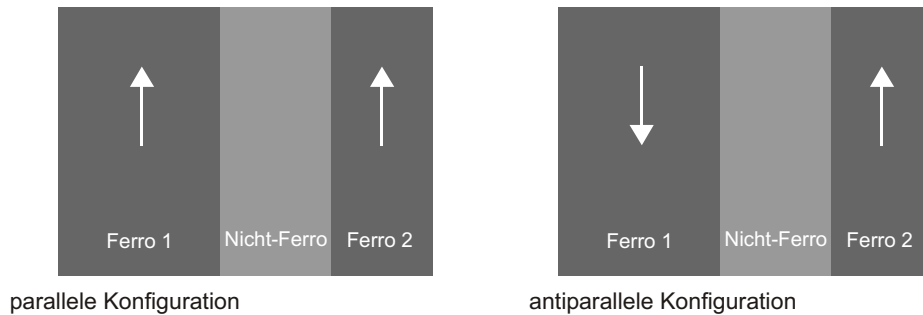 Ferro 1 Nicht-Ferro Ferro 2
parallele Konfiguration
Ferro 1 Nicht-Ferro Ferro 2
antiparallele Konfiguration